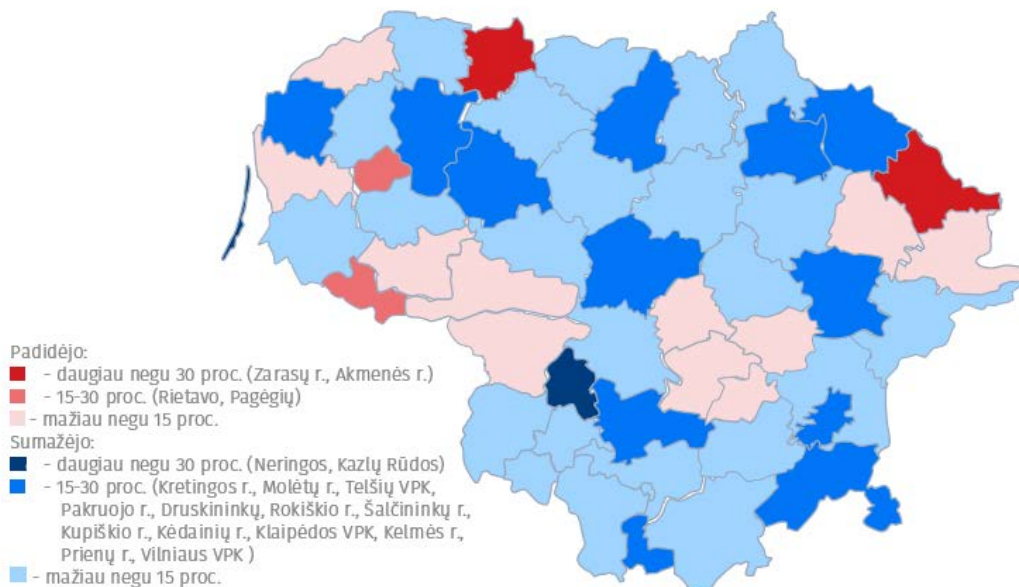 Padidėjo:
- daugiau negu 30 proc. (Zarasų r., Akmenės r.)
- 15-30 proc. (Rietavo, Pagėgių)
- mažiau negu 15 proc.
Sumažėjo:
- daugiau negu 30 proc. (Neringos, Kazlų Rūdos)
- 15-30 proc. (Kretingos r., Molėtų r., Telšių VPK,
Pakruojo r., Druskininkų, Rokiškio r., Šalčininkų r.,
Kupiškio r., Kėdainių r., Klaipėdos VPK, Kelmės r.,
Prienų r., Vilniaus VPK )
- mažiau negu 15 proc.